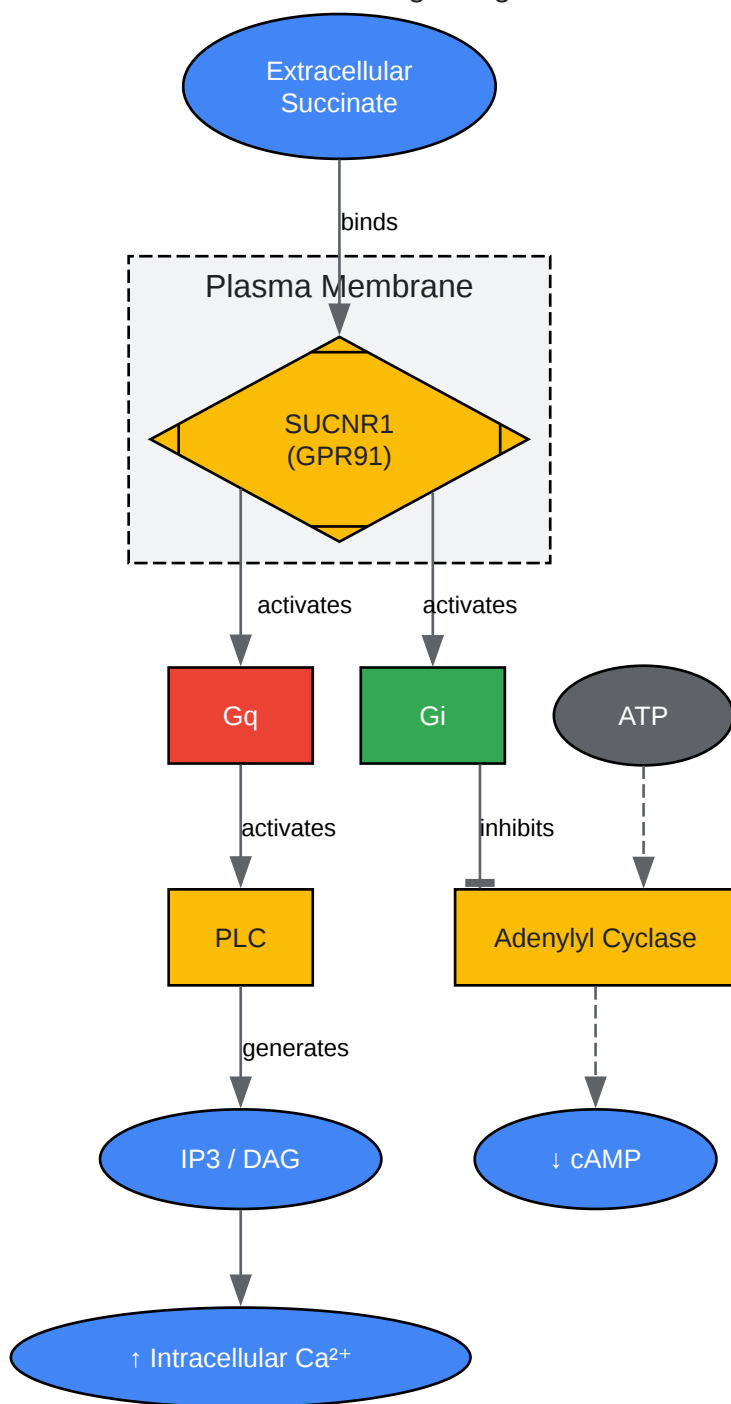 Extracellular
Succinate
binds
Plasma Membrane
SUCNR1
(GPR91)
activates
activates
Gq
Gi
ATP
activates
inhibits
PLC
Adenylyl Cyclase
generates
IP3 / DAG
↓ cAMP
↑ Intracellular Ca²⁺